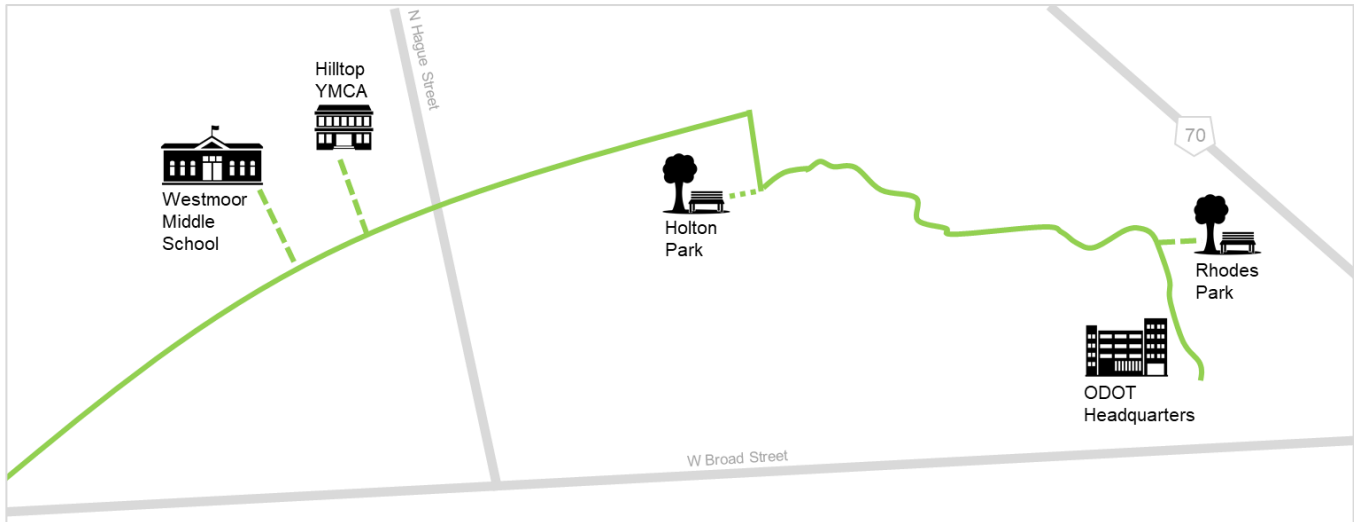 N Hague Street
Hilltop
YMCA
70
Westmoor
Middle
School
Holton
Park
Rhodes
Park
ODOT
Headquarters
W Broad Street